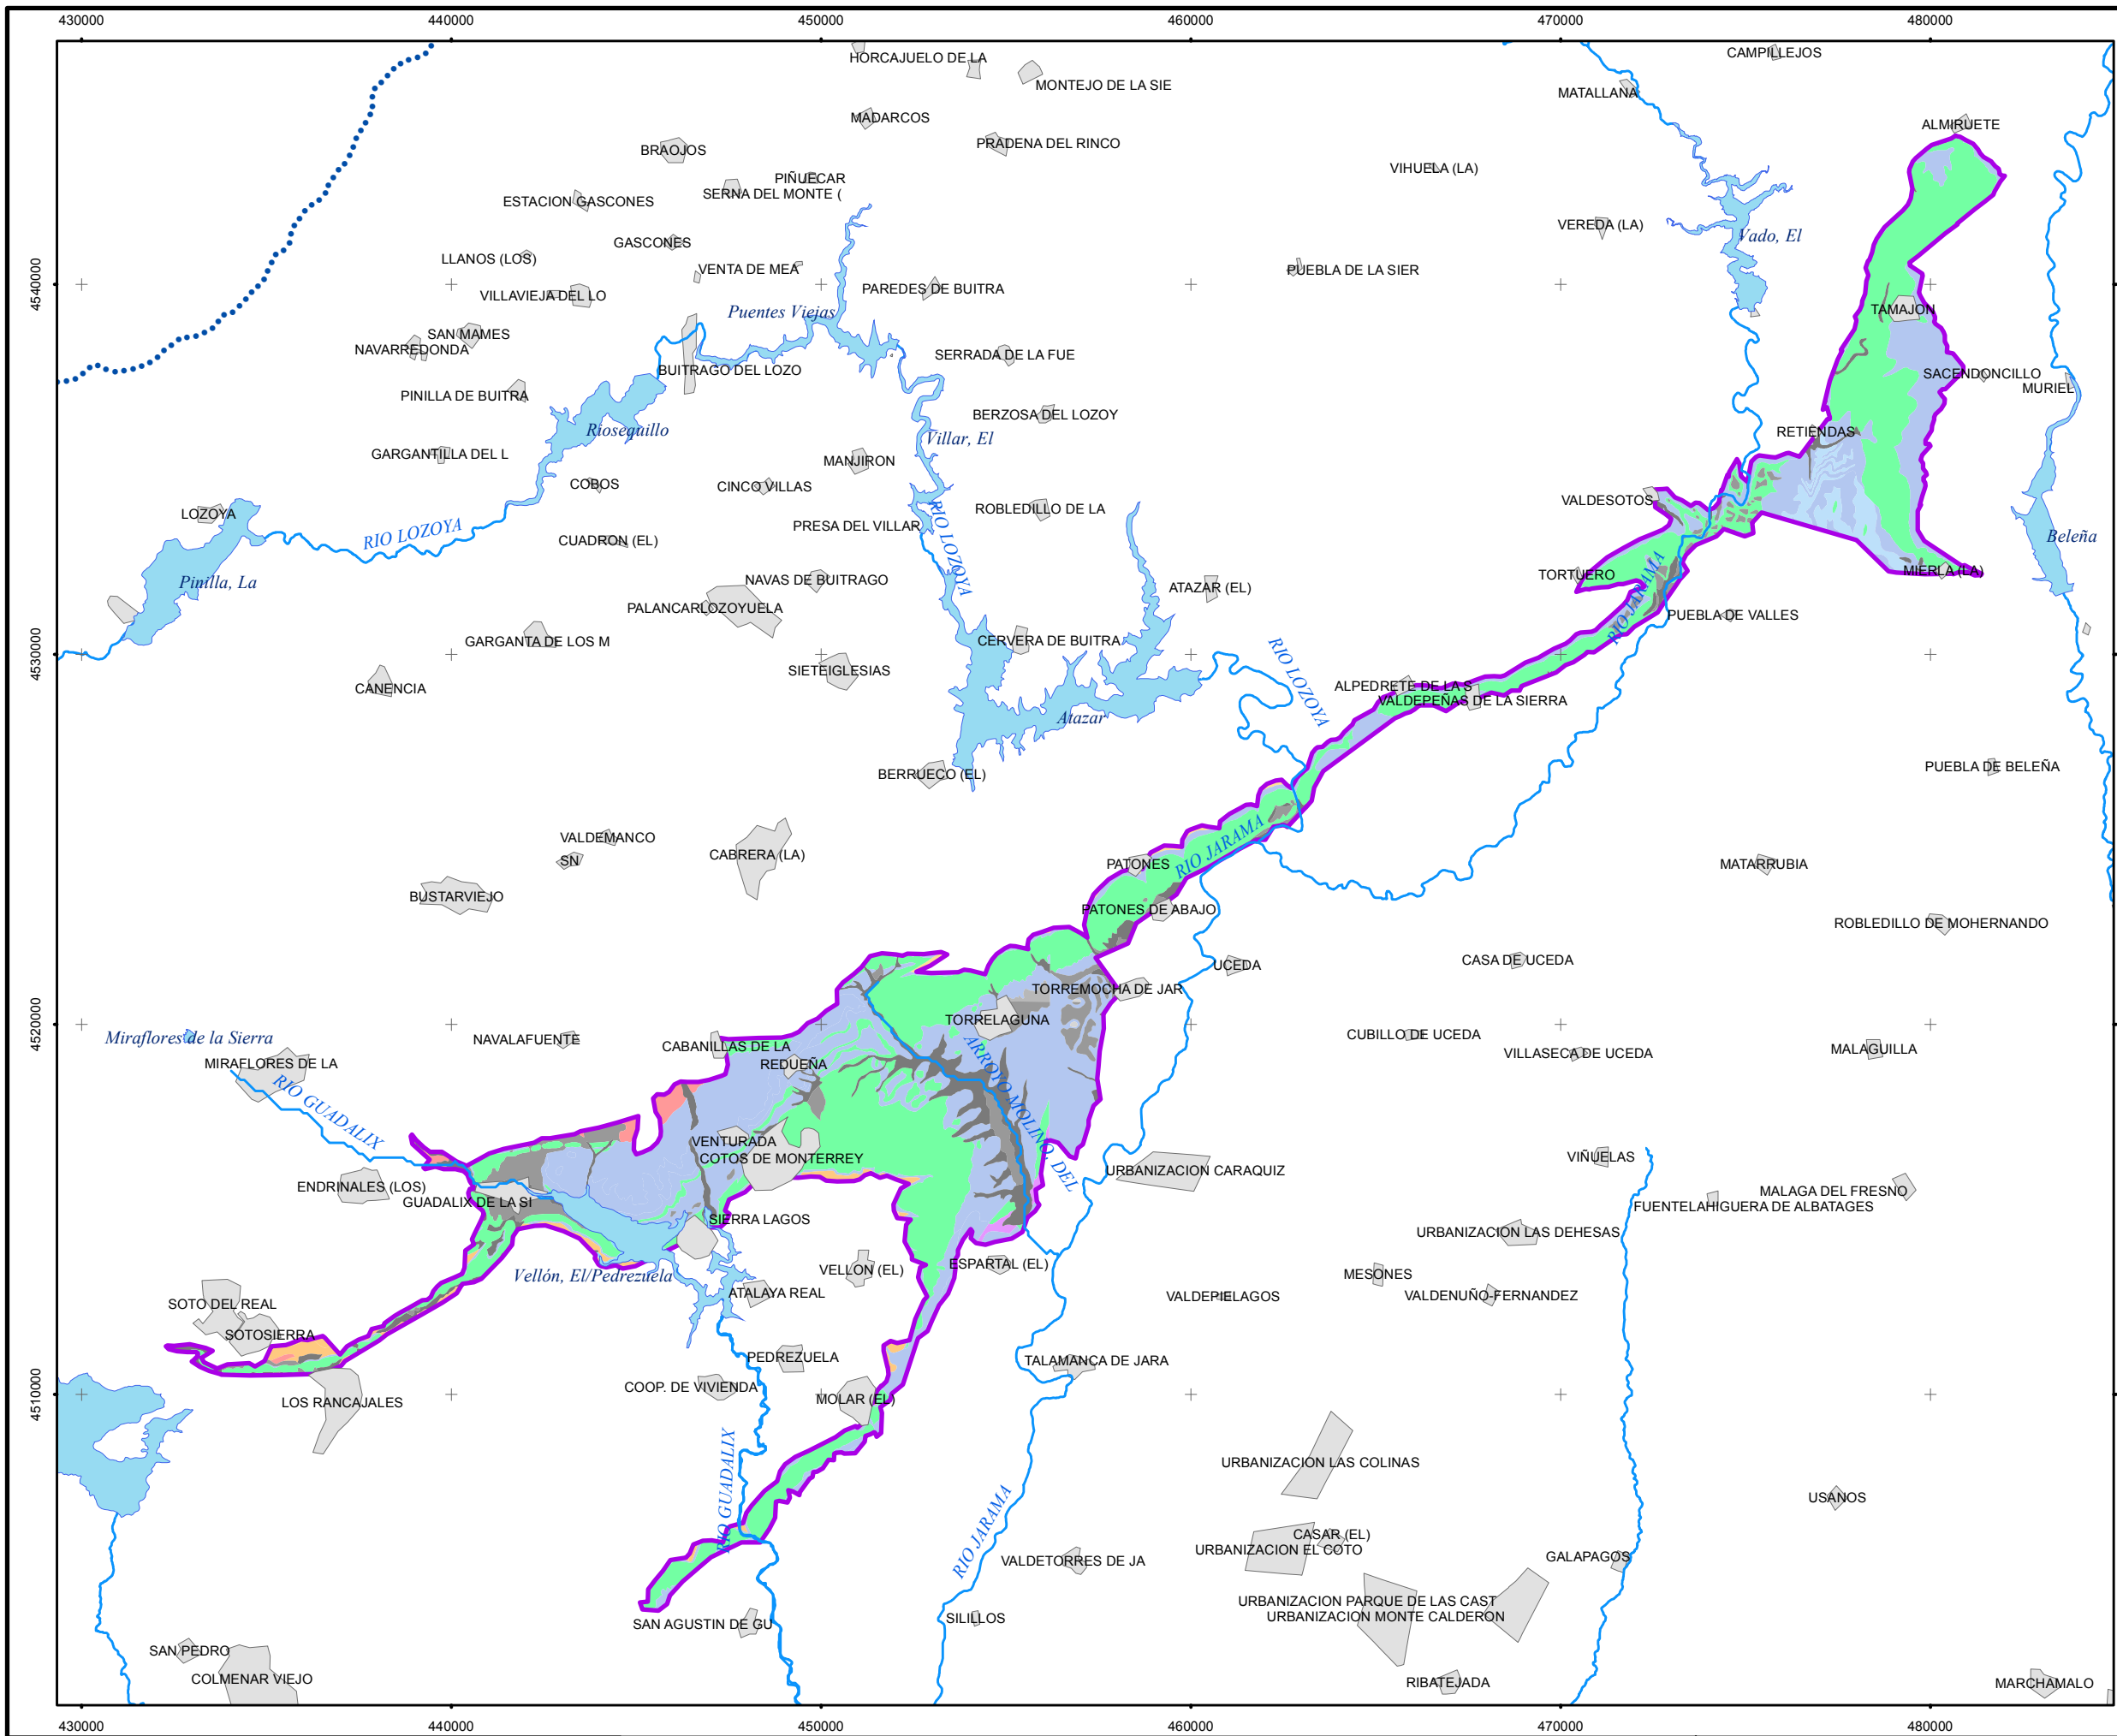 430000
440000
450000
460000
470000
480000
HORCAJUELO DE LA
CAMPILLEJOS
MONTEJO DE LA SIE
MATALLANA
MADARCOS
ALMIRUETE
PRADENA DEL RINCO
BRAOJOS
VIHUELA (LA)
PIÑUECAR
SERNA DEL MONTE (
ESTACION GASCONES
VEREDA (LA)
Vado, El
GASCONES
LLANOS (LOS)
VENTA DE MEA
PUEBLA DE LA SIER
4540000
PAREDES DE BUITRA
VILLAVIEJA DEL LO
TAMAJON
Puentes Viejas
SAN MAMES
NAVARREDONDA
SERRADA DE LA FUE
BUITRAGO DEL LOZO
SACENDONCILLO
MURIEL
PINILLA DE BUITRA
BERZOSA DEL LOZOY
Riosequillo
Villar, El
RETIENDAS
GARGANTILLA DEL L
MANJIRON
COBOS
CINCO VILLAS
VALDESOTOS
ROBLEDILLO DE LA
LOZOYA
PRESA DEL VILLAR
RIO LOZOYA
RIO LOZOYA
CUADRON (EL)
Beleña
Pinilla, La
NAVAS DE BUITRAGO
TORTUERO
MIERLA (LA)
ATAZAR (EL)
RIO JARAMA
PALANCARLOZOYUELA
PUEBLA DE VALLES
GARGANTA DE LOS M
CERVERA DE BUITRA
4530000
SIETEIGLESIAS
RIO LOZOYA
CANENCIA
ALPEDRETE DE LA S
VALDEPEÑAS DE LA SIERRA
Atazar
BERRUECO (EL)
PUEBLA DE BELEÑA
VALDEMANCO
SN
CABRERA (LA)
RIO JARAMA
PATONES
MATARRUBIA
BUSTARVIEJO
PATONES DE ABAJO
ROBLEDILLO DE MOHERNANDO
UCEDA
CASA DE UCEDA
TORREMOCHA DE JAR
4520000
TORRELAGUNA
Miraflores de la Sierra
NAVALAFUENTE
CABANILLAS DE LA
CUBILLO DE UCEDA
VILLASECA DE UCEDA
MALAGUILLA
MIRAFLORES DE LA
REDUEÑA
RIO GUADALIX
ARROYO MOLINO, DEL
VENTURADA
COTOS DE MONTERREY
VIÑUELAS
URBANIZACION CARAQUIZ
ENDRINALES (LOS)
GUADALIX DE LA SI
MALAGA DEL FRESNO
FUENTELAHIGUERA DE ALBATAGES
SIERRA LAGOS
URBANIZACION LAS DEHESAS
VELLON (EL)
ESPARTAL (EL)
Vellón, El/Pedrezuela
MESONES
ATALAYA REAL
VALDEPIELAGOS
VALDENUÑO-FERNANDEZ
SOTO DEL REAL
SOTOSIERRA
PEDREZUELA
TALAMANCA DE JARA
COOP. DE VIVIENDA
4510000
LOS RANCAJALES
MOLAR (EL)
RIO GUADALIX
URBANIZACION LAS COLINAS
USANOS
RIO JARAMA
CASAR (EL)
URBANIZACION EL COTO
VALDETORRES DE JA
GALAPAGOS
URBANIZACION PARQUE DE LAS CAST
URBANIZACION MONTE CALDERON
SILILLOS
SAN AGUSTIN DE GU
SAN PEDRO
COLMENAR VIEJO
RIBATEJADA
MARCHAMALO
430000
440000
450000
460000
470000
480000